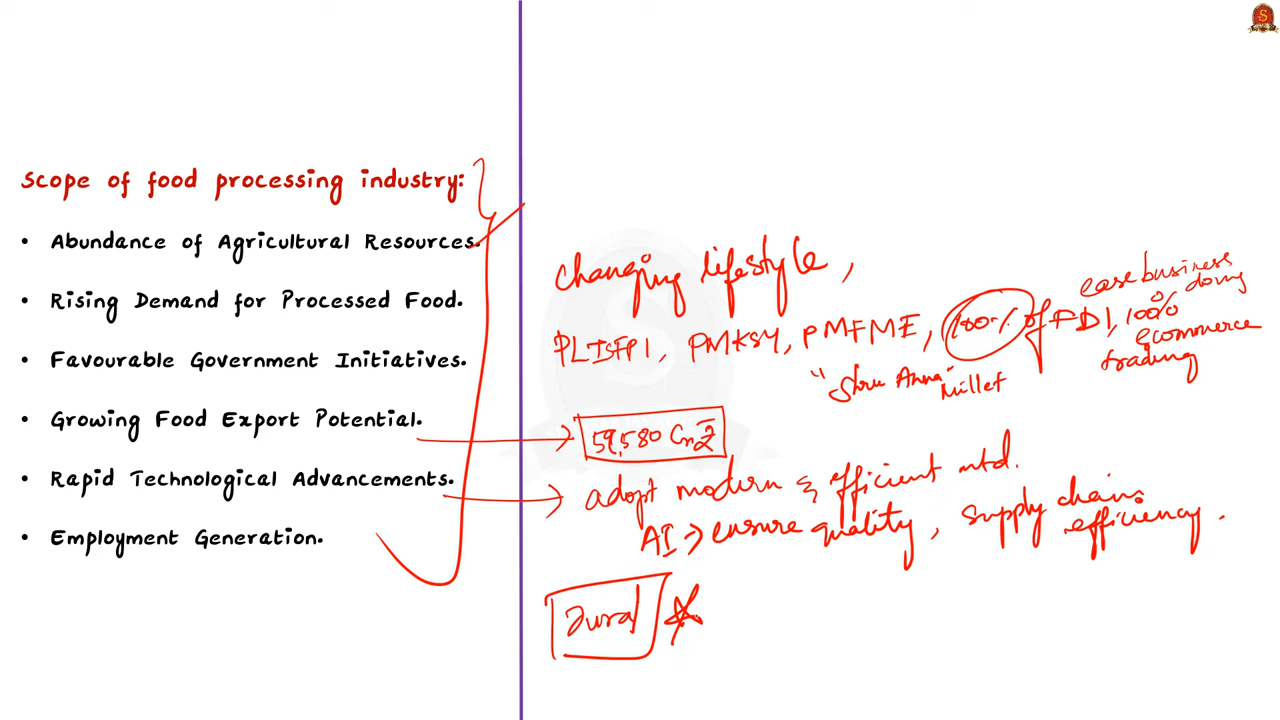 Scope of food processing industry:
• Abundance of Agricultural Resources.
• Rising Demand for Processed Food.
• Favourable Government Initiatives.
• Growing Food Export Potential.
• Rapid Technological Advancements.
• Employment Generation.
changing lifestyle,
PLISFPI, PMKSY, PMFME, 100% of FDI, 100%
ease business
doing
ecommerce
trading
"Shree Anna"
Millet
59,580 Cr
adopt modern & efficient mtd.
AI → ensure quality, supply chain
efficiency.
rural
S